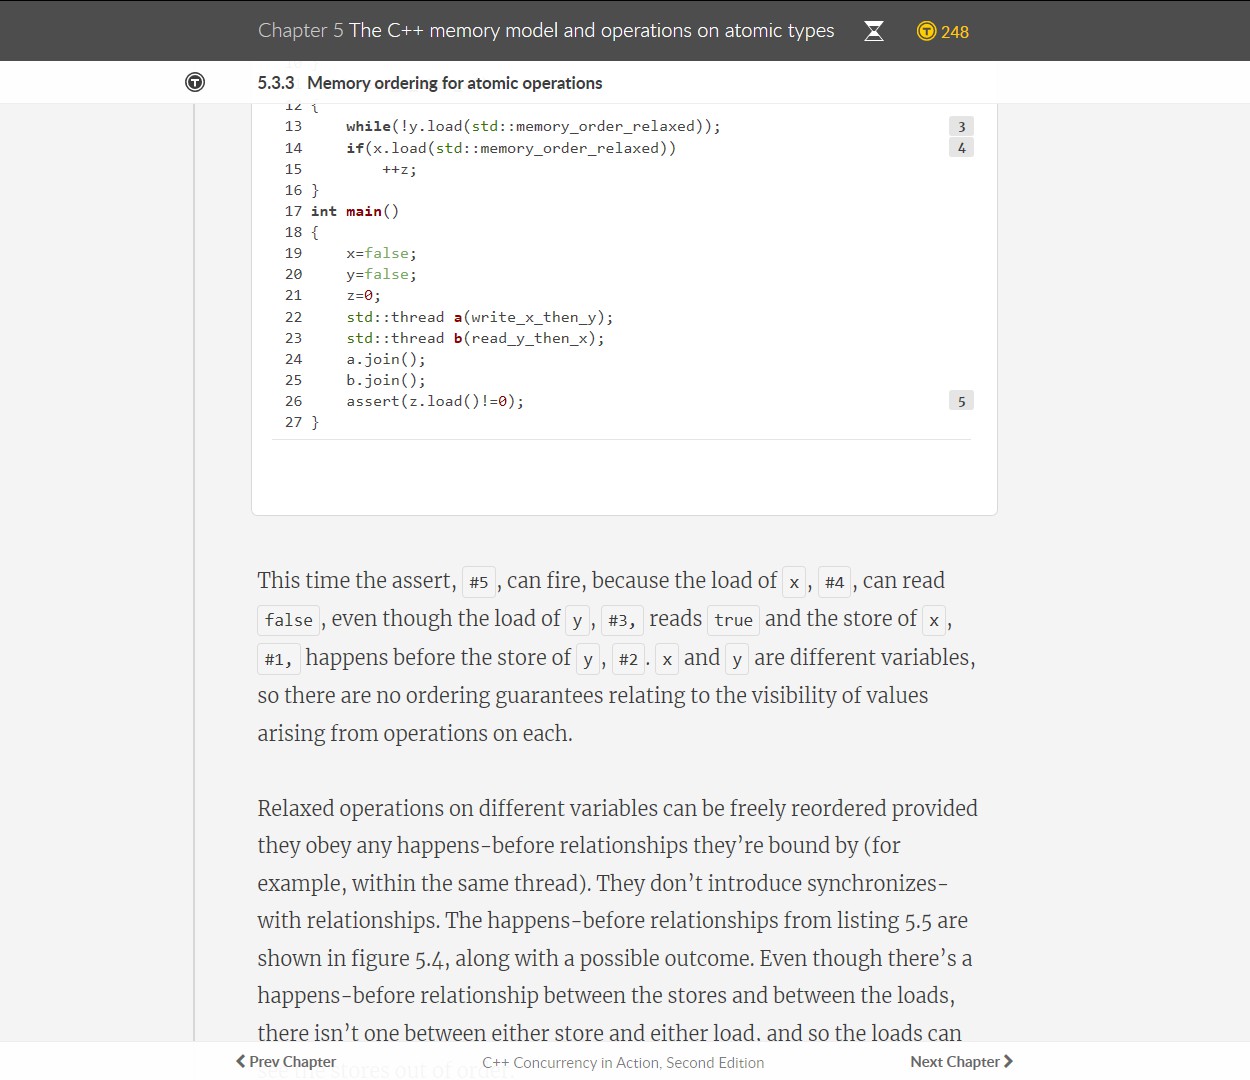 Chapter 5 The C++ memory model and operations on atomic types 248
5.3.3 Memory ordering for atomic operations
12 {
13     while(!y.load(std::memory_order_relaxed)); 3
14     if(x.load(std::memory_order_relaxed)) 4
15         ++z;
16 }
17 int main()
18 {
19     x=false;
20     y=false;
21     z=0;
22     std::thread a(write_x_then_y);
23     std::thread b(read_y_then_x);
24     a.join();
25     b.join();
26     assert(z.load()!=0); 5
27 }
This time the assert, #5, can fire, because the load of x, #4, can read
false, even though the load of y, #3, reads true and the store of x,
#1, happens before the store of y, #2. x and y are different variables,
so there are no ordering guarantees relating to the visibility of values
arising from operations on each.
Relaxed operations on different variables can be freely reordered provided
they obey any happens-before relationships they’re bound by (for
example, within the same thread). They don’t introduce synchronizes-
with relationships. The happens-before relationships from listing 5.5 are
shown in figure 5.4, along with a possible outcome. Even though there’s a
happens-before relationship between the stores and between the loads,
there isn’t one between either store and either load, and so the loads can
see the stores out of order.
Prev Chapter C++ Concurrency in Action, Second Edition Next Chapter